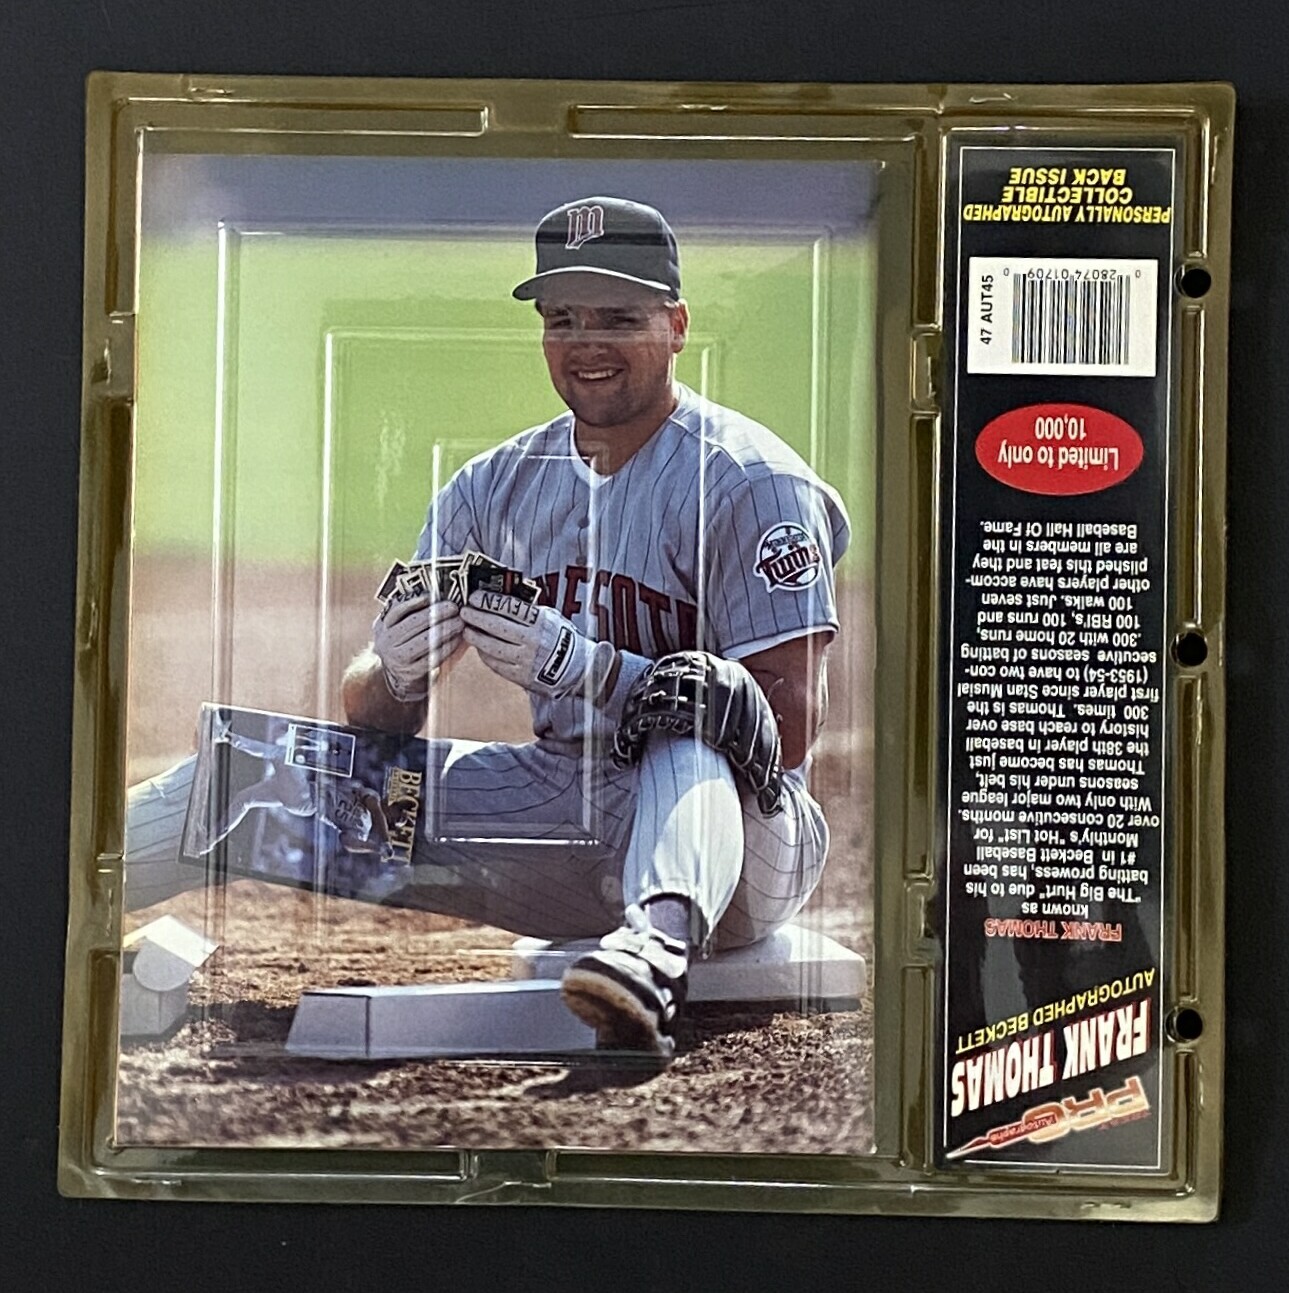 m
Twins
NESOT
ELEVEN
Franklin
BECKETT
PRO
Autographs
FRANK THOMAS
AUTOGRAPHED BECKETT
FRANK THOMAS
known as
"The Big Hurt" due to his
batting prowess, has been
#1 in Beckett Baseball
Monthly's "Hot List" for
over 20 consecutive months.
With only two major league
seasons under his belt,
Thomas has become just
the 38th player in baseball
history to reach base over
300 times. Thomas is the
first player since Stan Musial
(1953-54) to have two con-
secutive seasons of batting
.300 with 20 home runs,
100 RBI's, 100 runs and
100 walks. Just seven
other players have accom-
plished this feat and they
are all members in the
Baseball Hall Of Fame.
Limited to only
10,000
47 AUT45
0 28074 01709 0
PERSONALLY AUTOGRAPHED
COLLECTIBLE
BACK ISSUE